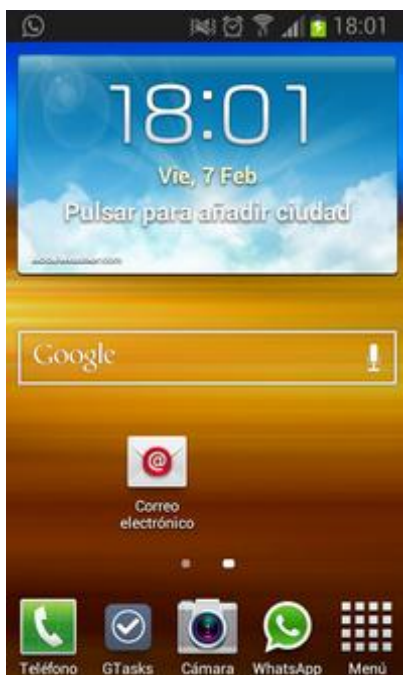 18:01
18:01
Vie, 7 Feb
Pulsar para añadir ciudad
Google
@
Correo
electrónico
Teléfono
GTasks
Cámara
WhatsApp
Menú